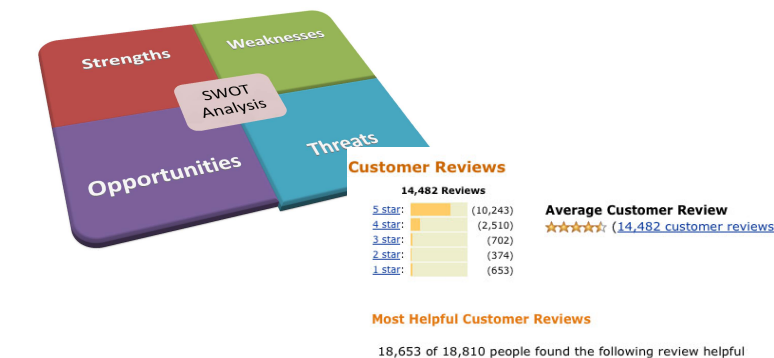 Strengths
Weaknesses
SWOT
Analysis
Opportunities
Threats
Customer Reviews
14,482 Reviews
5 star: (10,243)
4 star: (2,510)
3 star: (702)
2 star: (374)
1 star: (653)
Average Customer Review
(14,482 customer reviews
Most Helpful Customer Reviews
18,653 of 18,810 people found the following review helpful